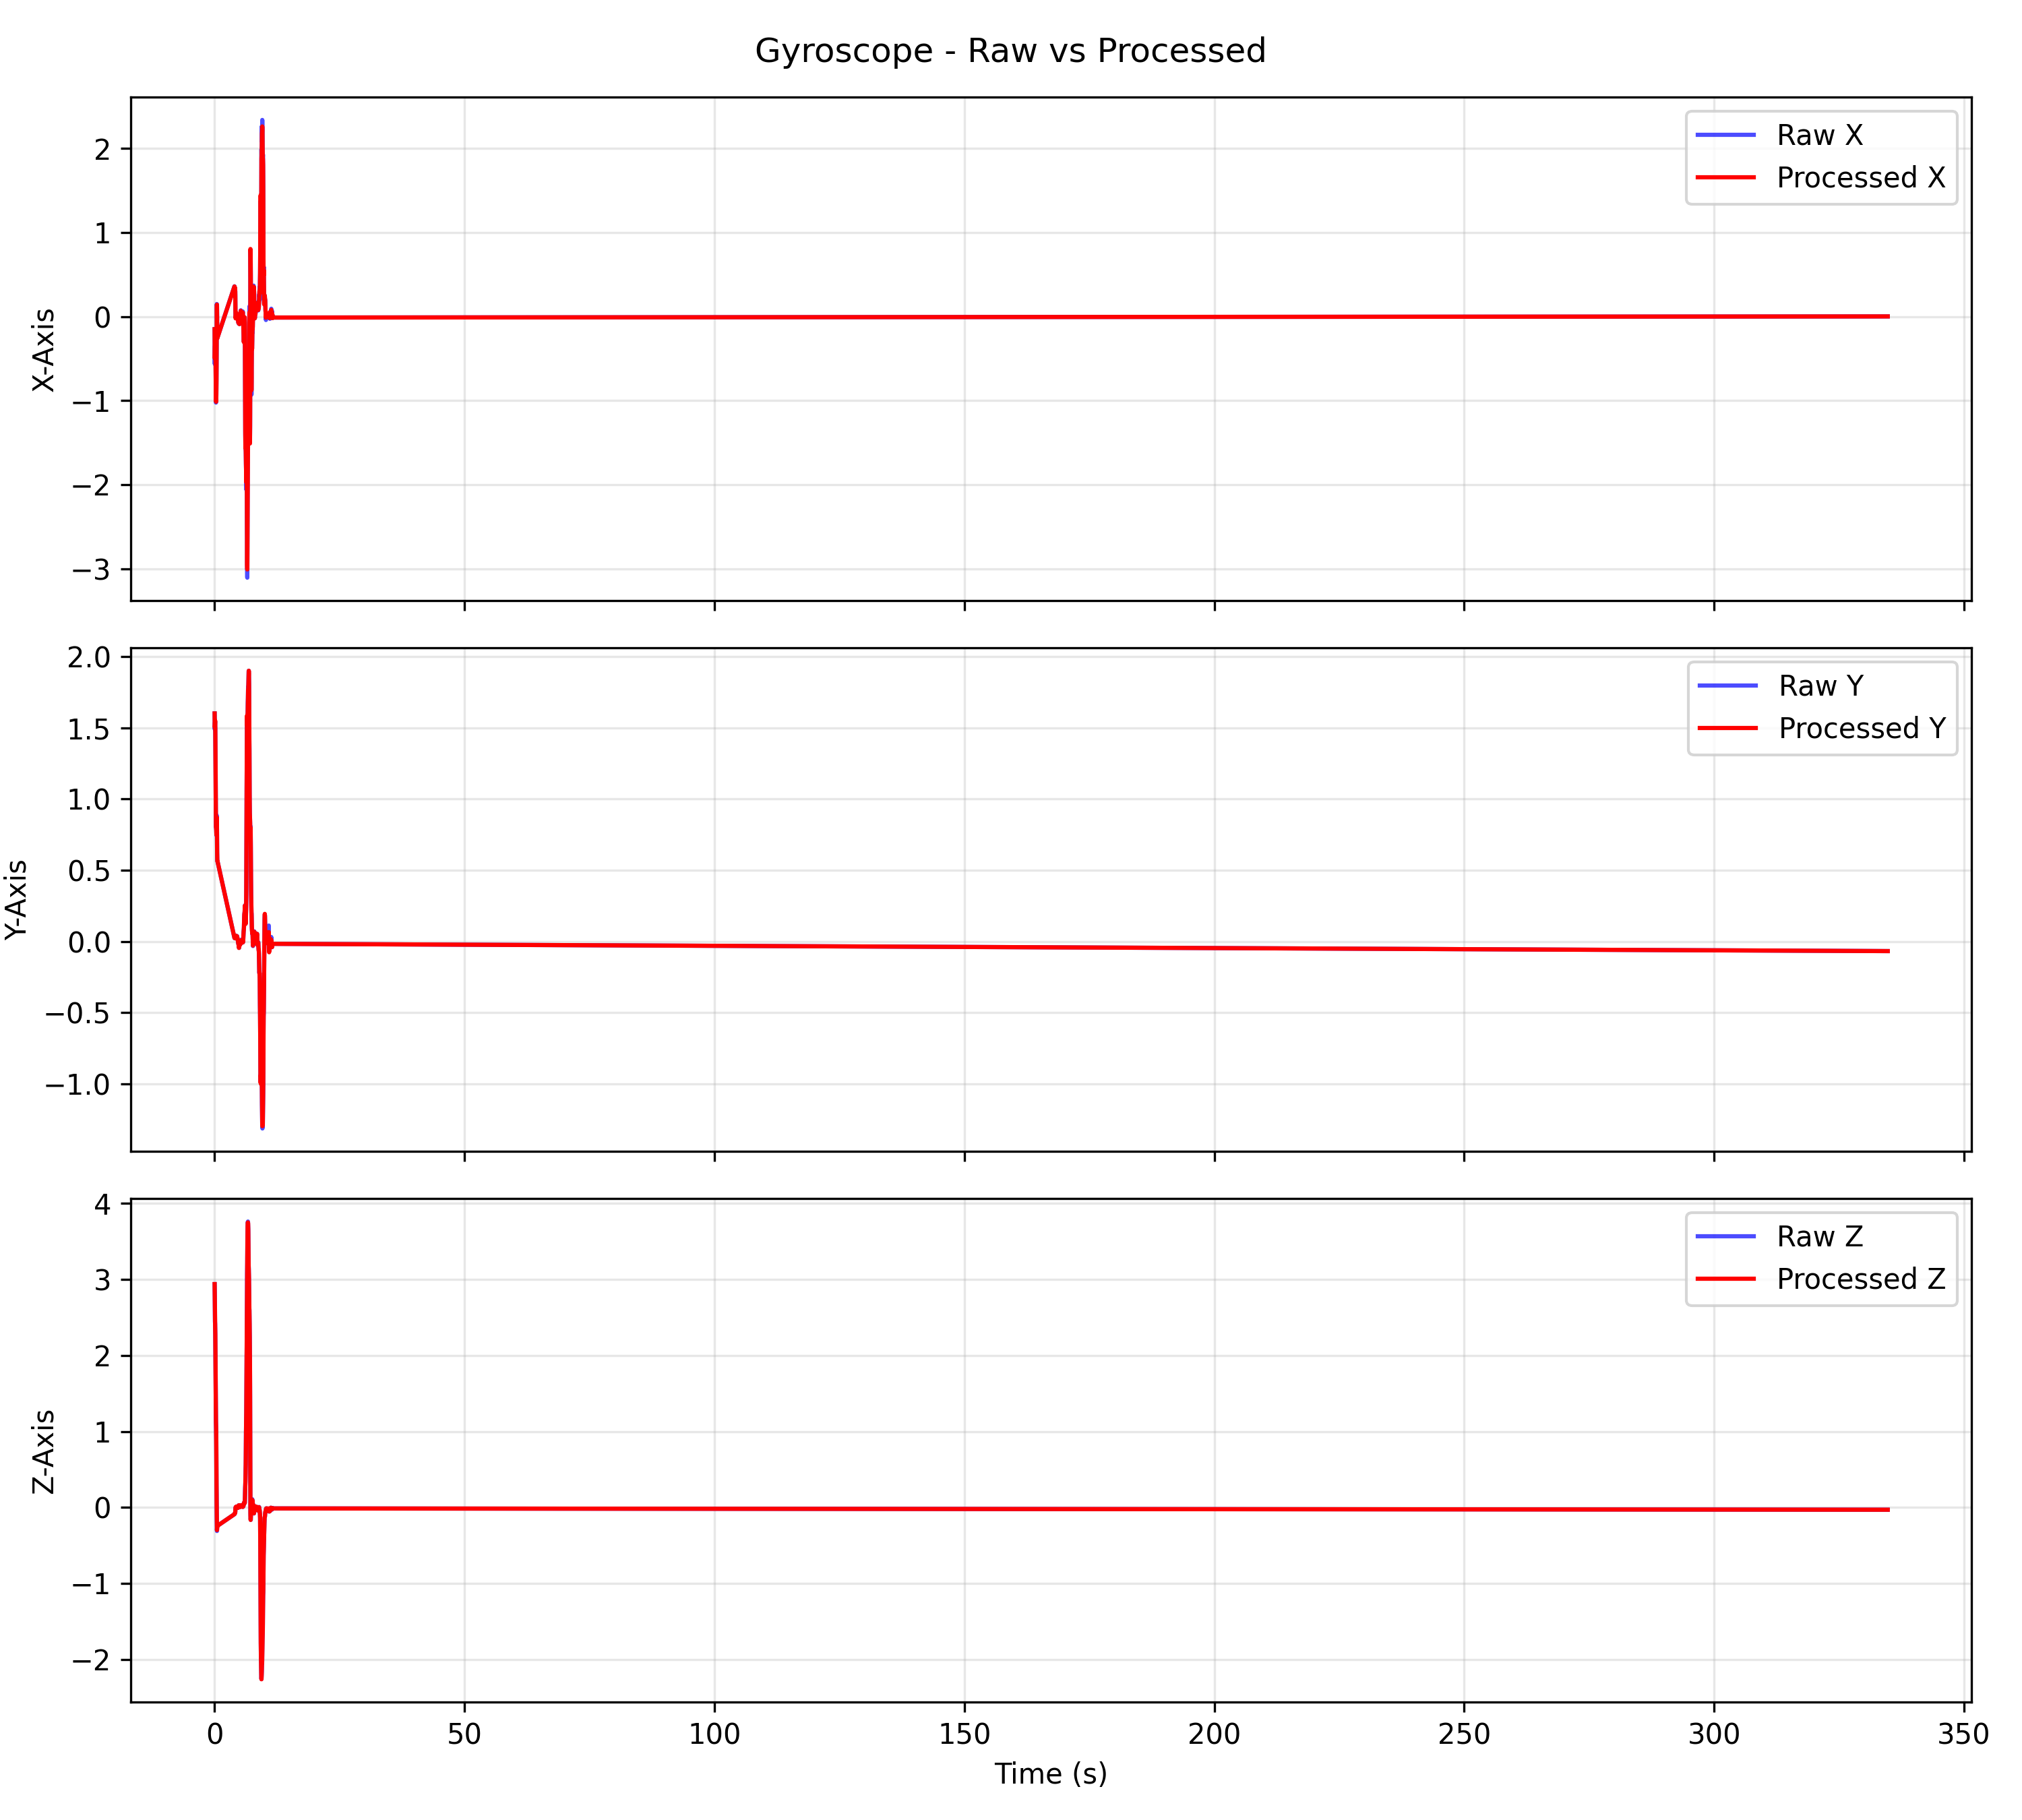 Gyroscope - Raw vs Processed
X-Axis
2
1
0
−1
−2
−3
Raw X
Processed X
Y-Axis
2.0
1.5
1.0
0.5
0.0
−0.5
−1.0
Raw Y
Processed Y
Z-Axis
4
3
2
1
0
−1
−2
Raw Z
Processed Z
0 50 100 150 200 250 300 350
Time (s)